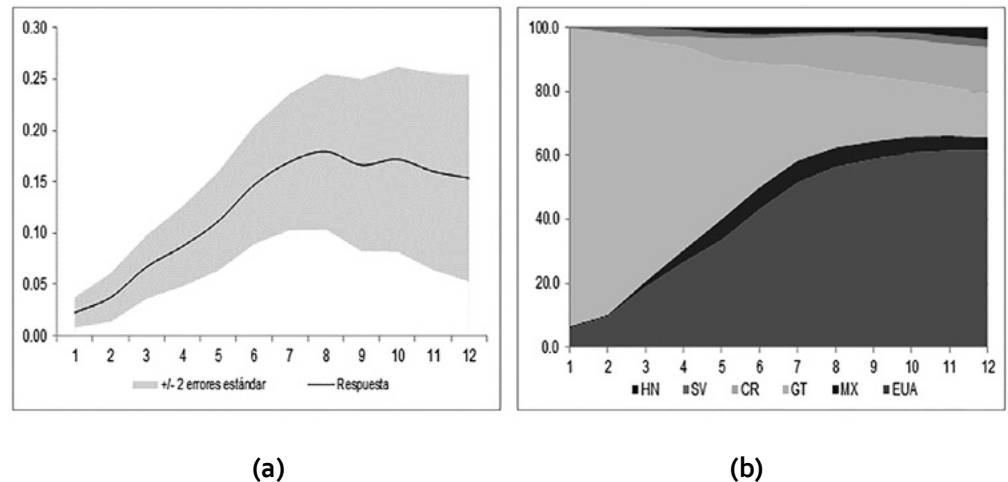 0.30
0.25
0.20
0.15
0.10
0.05
0.00
1 2 3 4 5 6 7 8 9 10 11 12
+/- 2 errores estándar Respuesta
100.0
80.0
60.0
40.0
20.0
0.0
1 2 3 4 5 6 7 8 9 10 11 12
HN SV CR GT MX EUA
(a) (b)